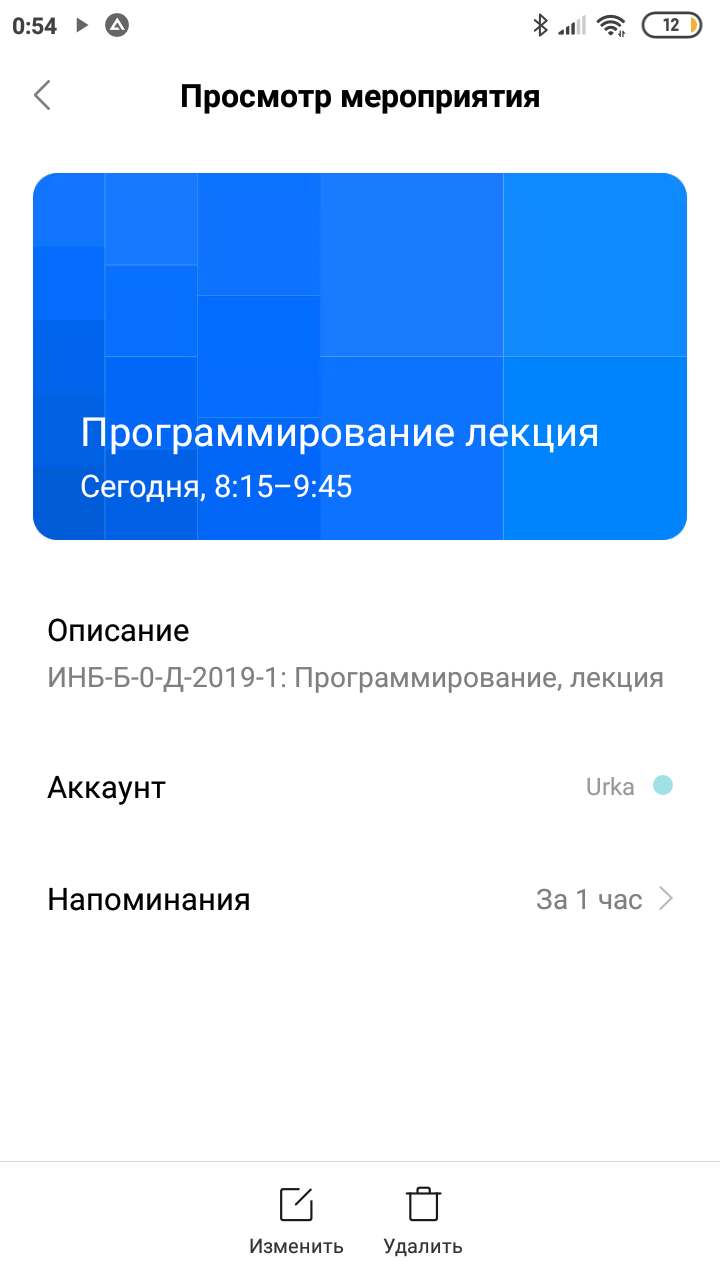 0:54
12
Просмотр мероприятия
Программирование лекция
Сегодня, 8:15–9:45
Описание
ИНБ-Б-0-Д-2019-1: Программирование, лекция
Аккаунт Urka
Напоминания За 1 час
Изменить Удалить